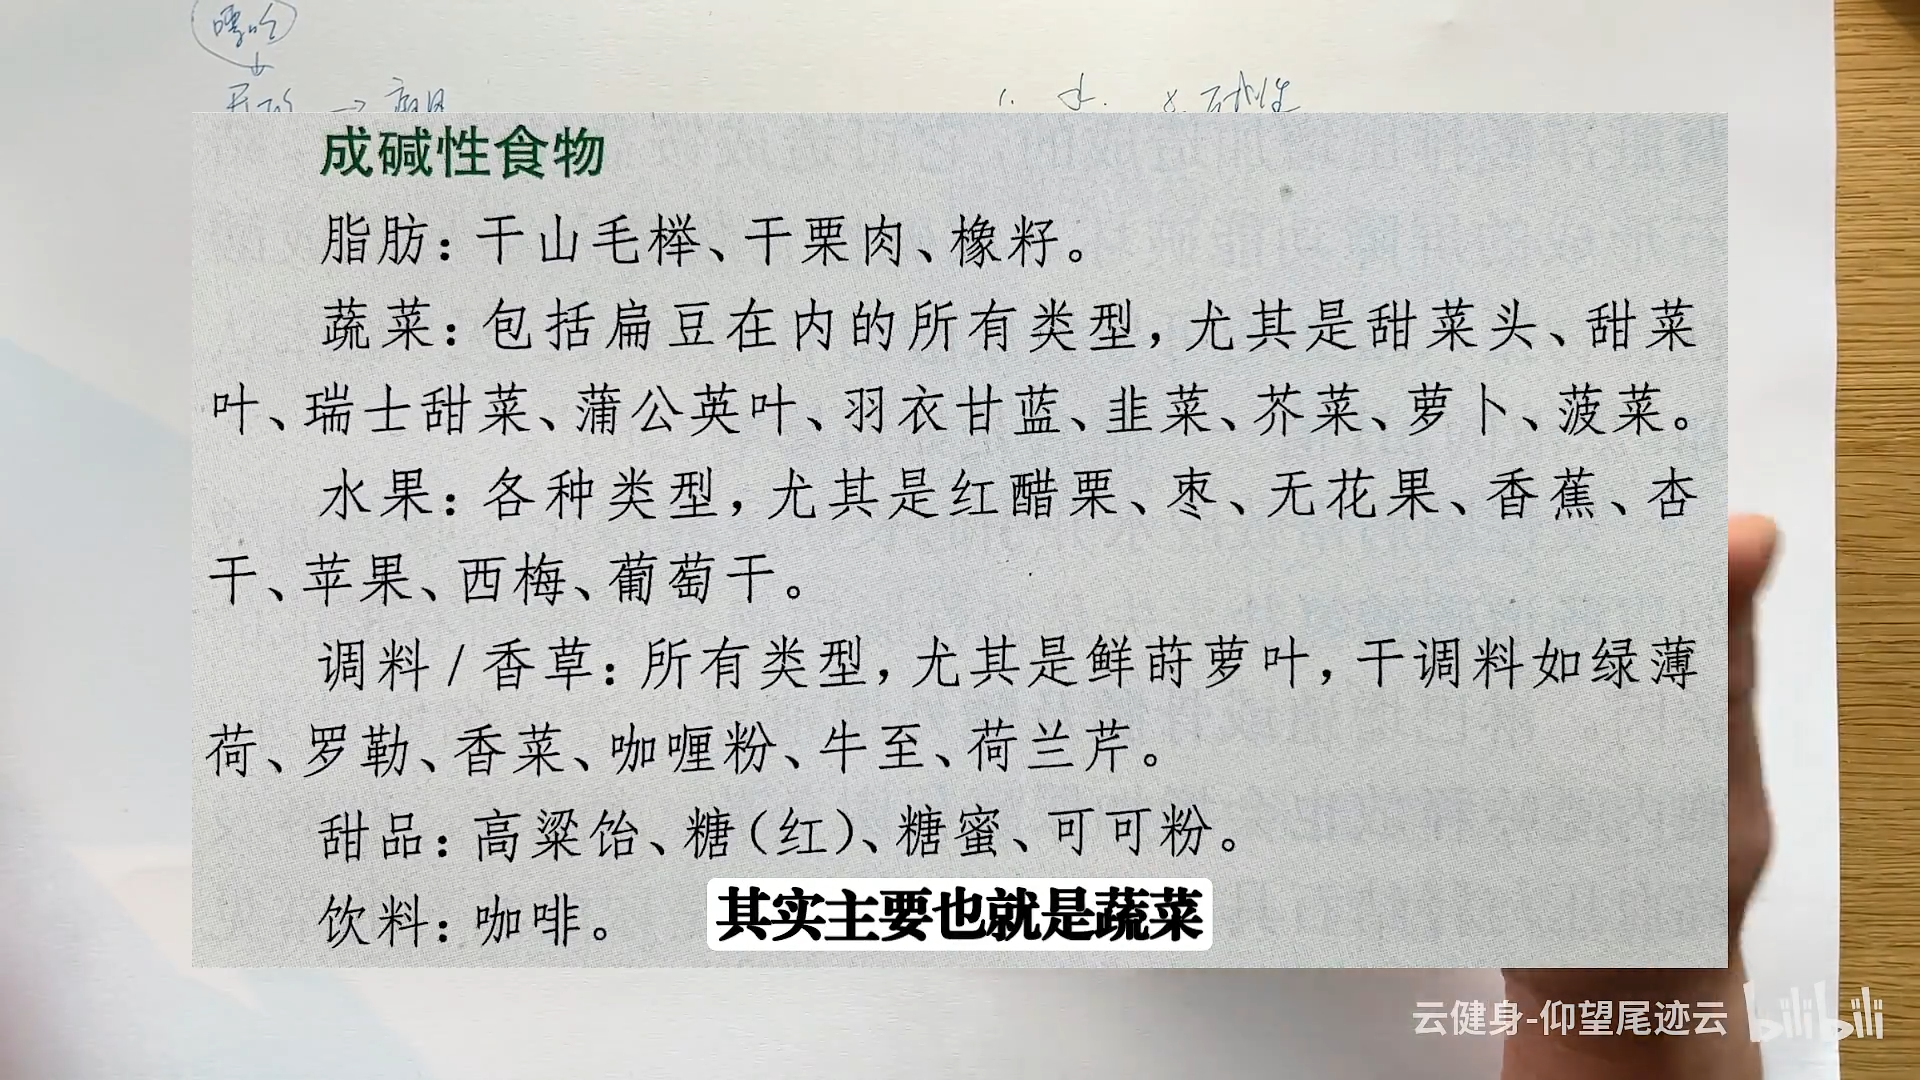 嘌呤
1. 水. 8. 碱性
成碱性食物
脂肪：干山毛榉、干栗肉、橡籽。
蔬菜：包括扁豆在内的所有类型，尤其是甜菜头、甜菜
叶、瑞士甜菜、蒲公英叶、羽衣甘蓝、韭菜、芥菜、萝卜、菠菜。
水果：各种类型，尤其是红醋栗、枣、无花果、香蕉、杏
干、苹果、西梅、葡萄干。
调料/香草：所有类型，尤其是鲜莳萝叶，干调料如绿薄
荷、罗勒、香菜、咖喱粉、牛至、荷兰芹。
甜品：高粱饴、糖（红）、糖蜜、可可粉。
饮料：咖啡。
其实主要也就是蔬菜
云健身-仰望尾迹云 bilibili